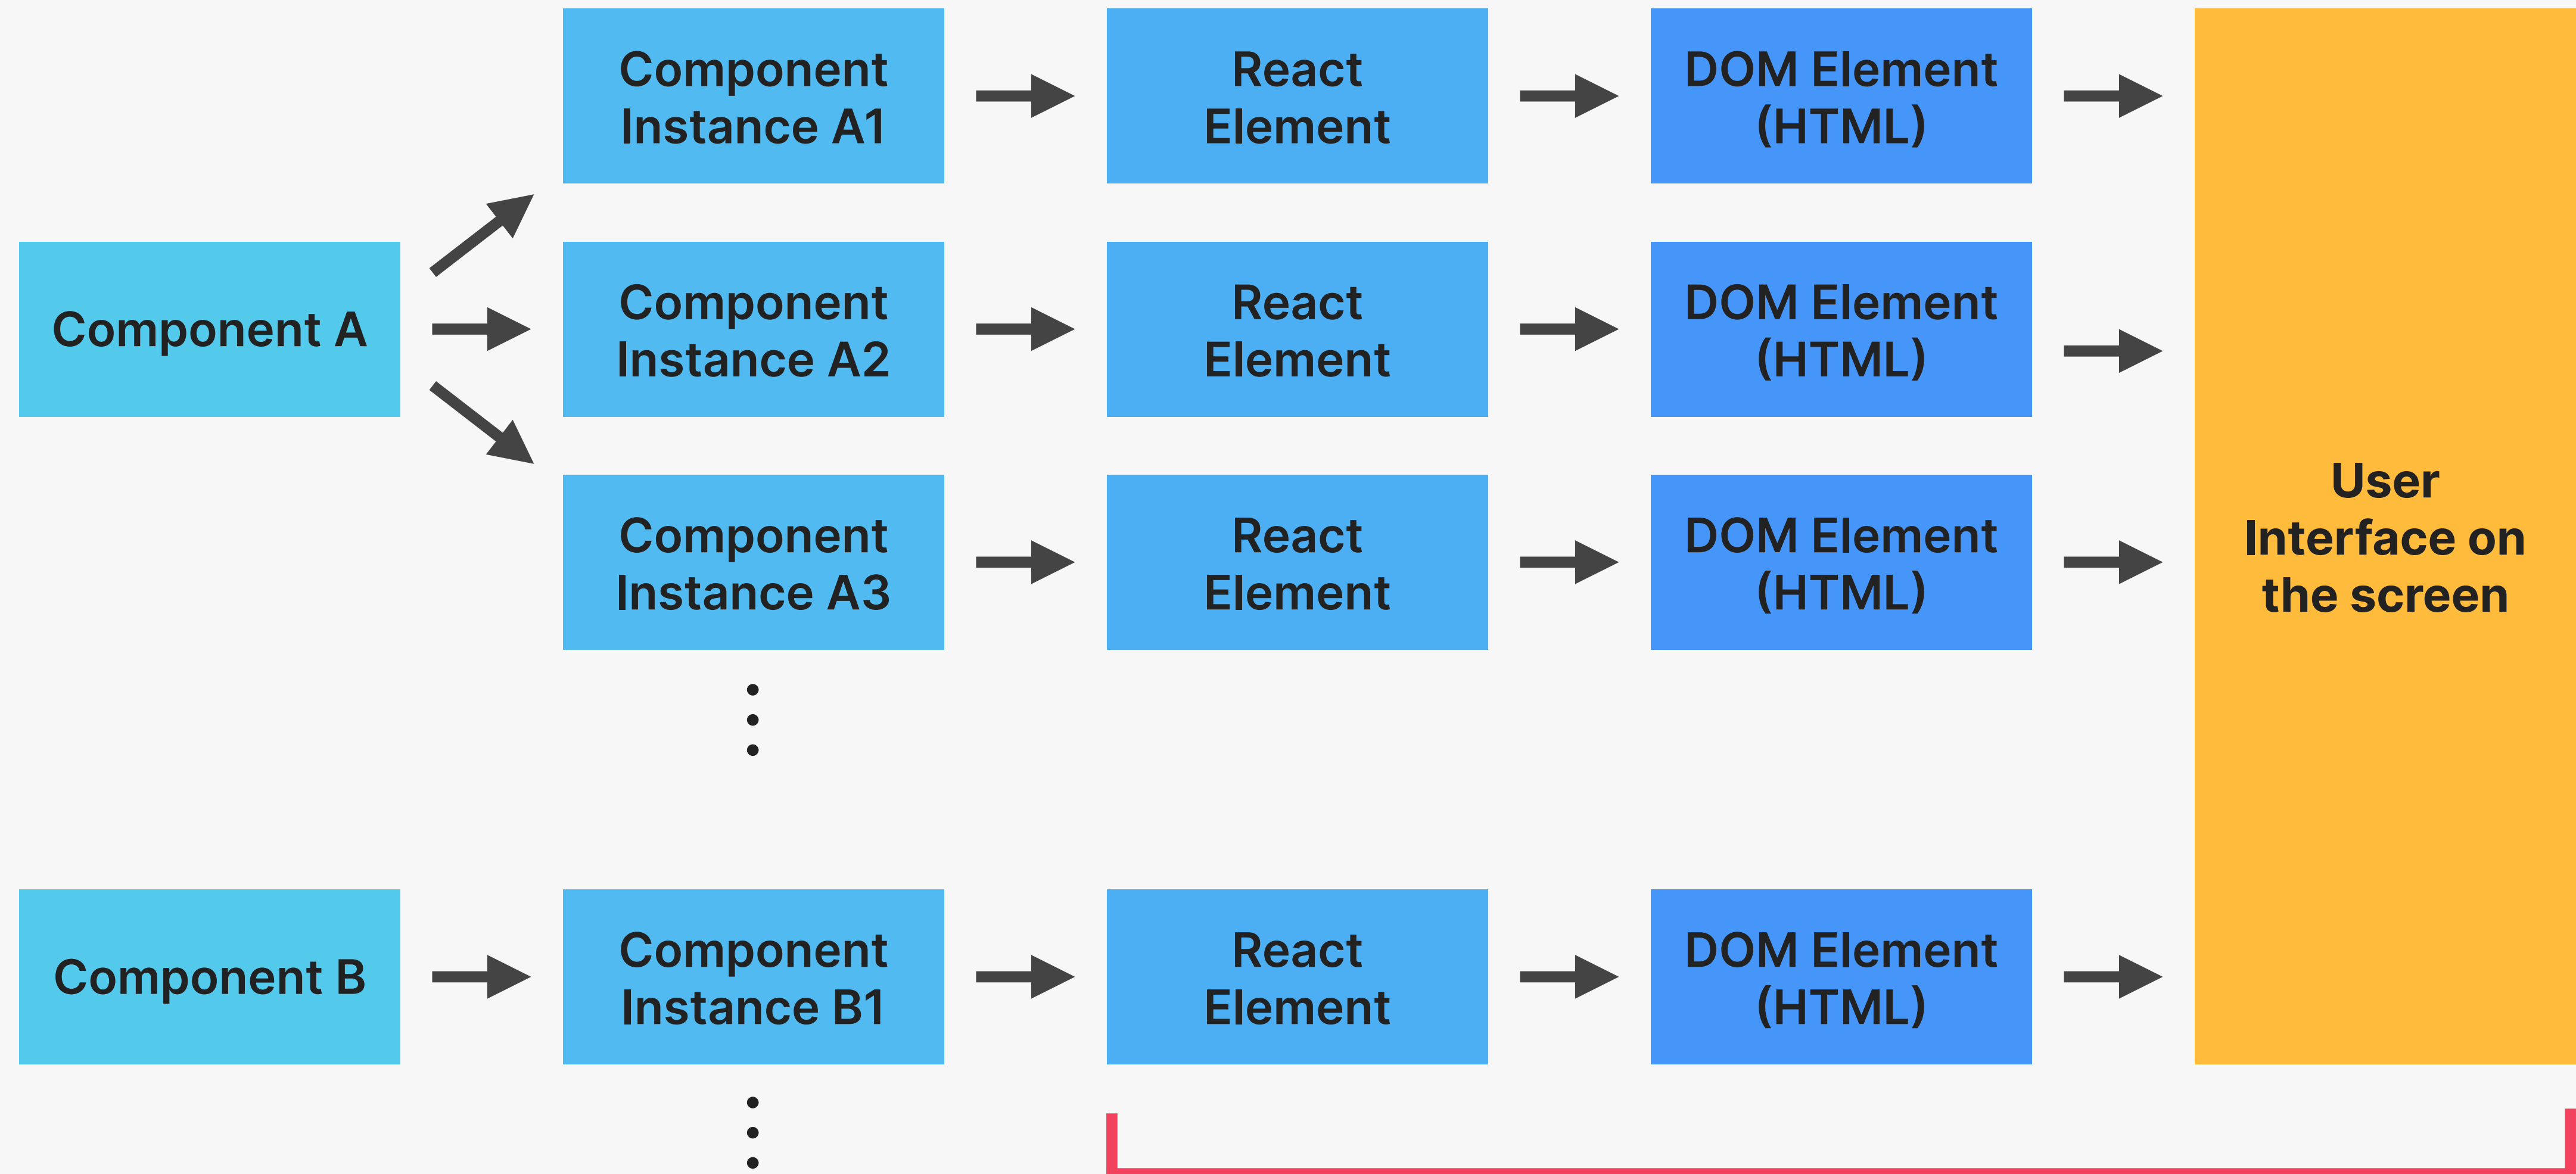 Component
Instance A1
React
Element
DOM Element
(HTML)
Component A
Component
Instance A2
React
Element
DOM Element
(HTML)
Component
Instance A3
React
Element
DOM Element
(HTML)
User
Interface on
the screen
Component B
Component
Instance B1
React
Element
DOM Element
(HTML)